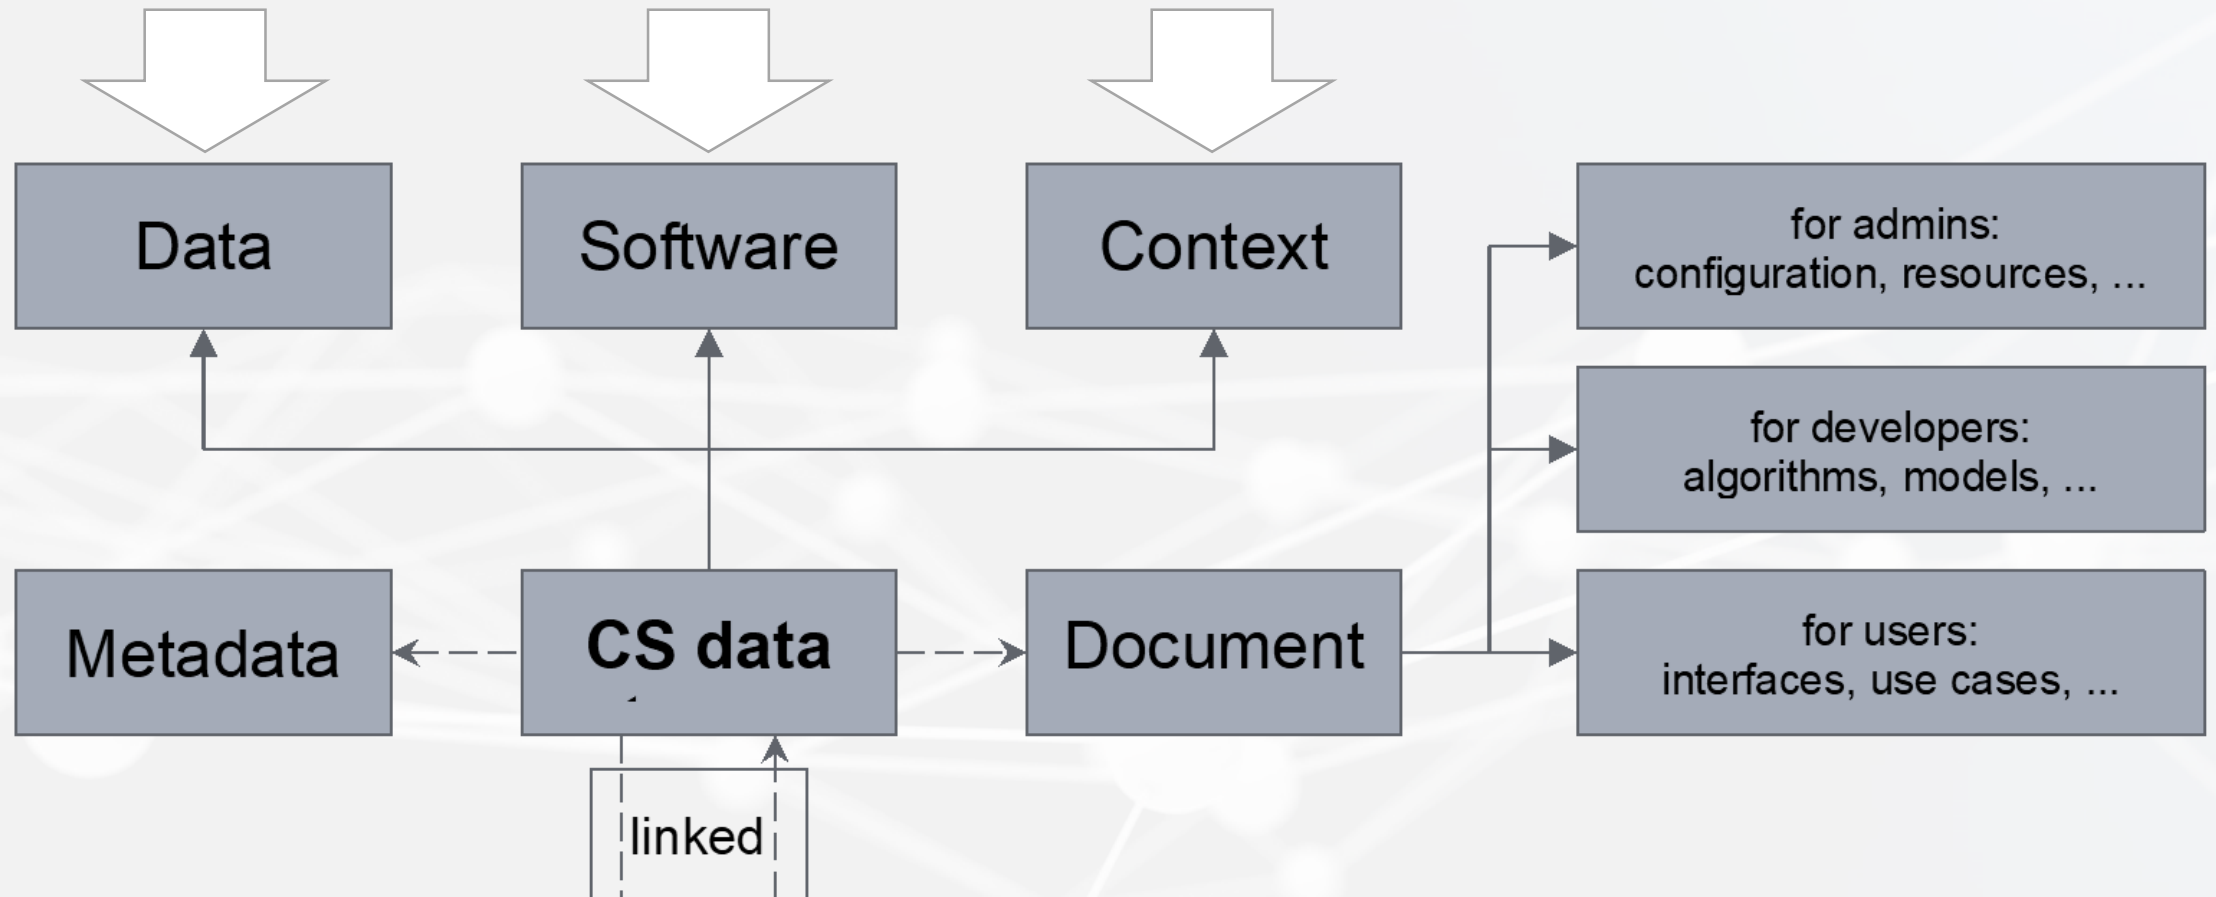 Data
Software
Context
for admins:
configuration, resources, ...
for developers:
algorithms, models, ...
Metadata
CS data
Document
for users:
interfaces, use cases, ...
linked